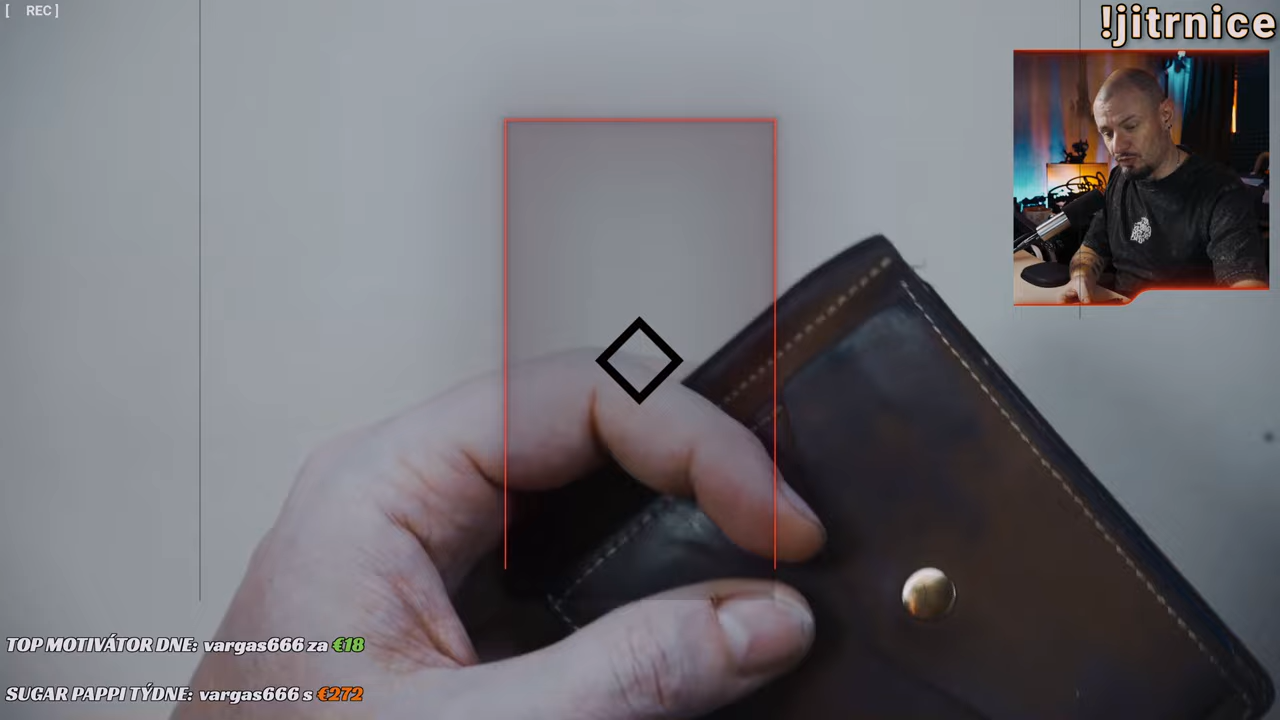 [ REC ]
!jitrnice
TOP MOTIVÁTOR DNE: vargas666 za €18
SUGAR PAPPI TÝDNE: vargas666 s €272